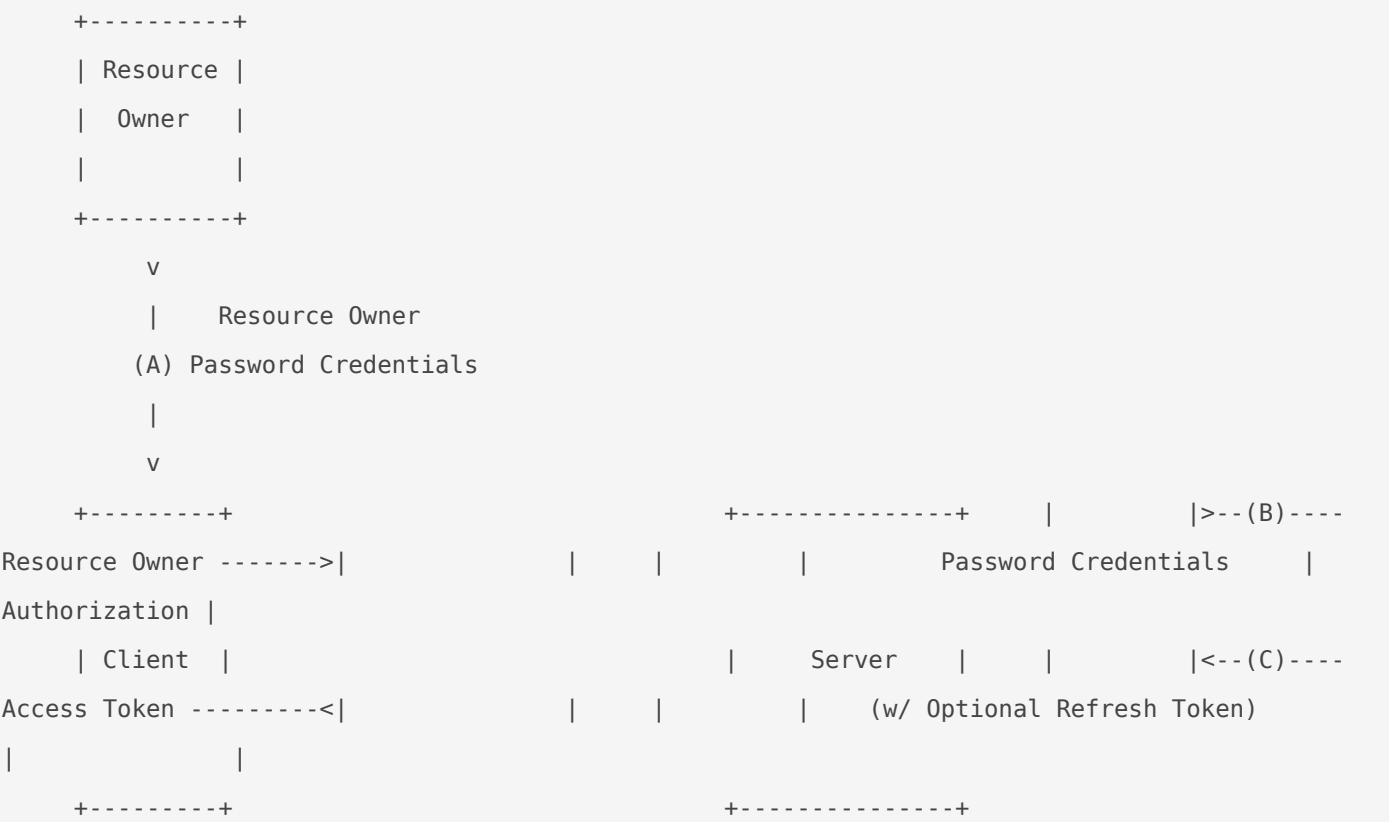 +----------+
     | Resource |
     |  Owner   |
     |          |
     +----------+
          v
          |    Resource Owner
         (A) Password Credentials
          |
          v
     +---------+                                  +---------------+     |         |>--(B)----
Resource Owner ------->|               |     |         |         Password Credentials     |
Authorization |
     | Client  |                                  |     Server    |     |         |<--(C)----
Access Token ---------<|               |     |         |    (w/ Optional Refresh Token)
|               |
     +---------+                                  +---------------+